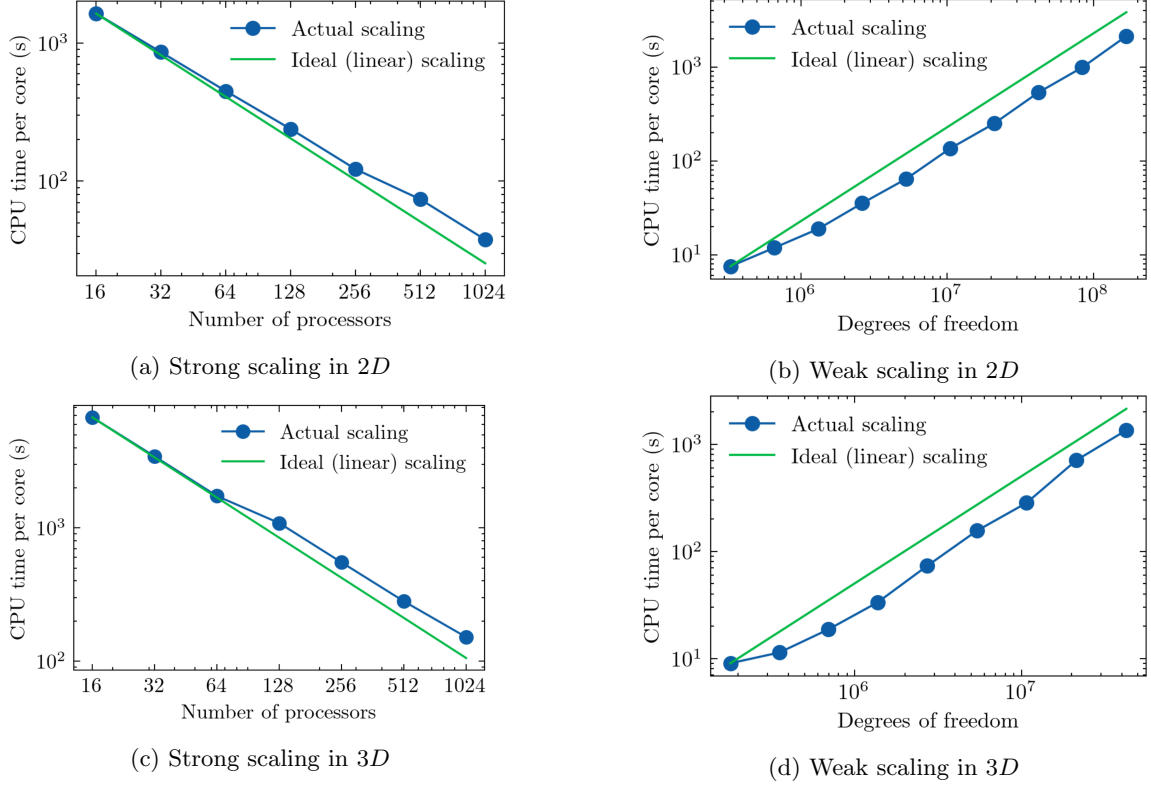 CPU time per core (s)
10³
10²
Actual scaling
Ideal (linear) scaling
16 32 64 128 256 512 1024
Number of processors
(a) Strong scaling in 2D
CPU time per core (s)
10³
10²
10¹
Actual scaling
Ideal (linear) scaling
10⁶ 10⁷ 10⁸
Degrees of freedom
(b) Weak scaling in 2D
CPU time per core (s)
10³
10²
Actual scaling
Ideal (linear) scaling
16 32 64 128 256 512 1024
Number of processors
(c) Strong scaling in 3D
CPU time per core (s)
10³
10²
10¹
Actual scaling
Ideal (linear) scaling
10⁶ 10⁷
Degrees of freedom
(d) Weak scaling in 3D